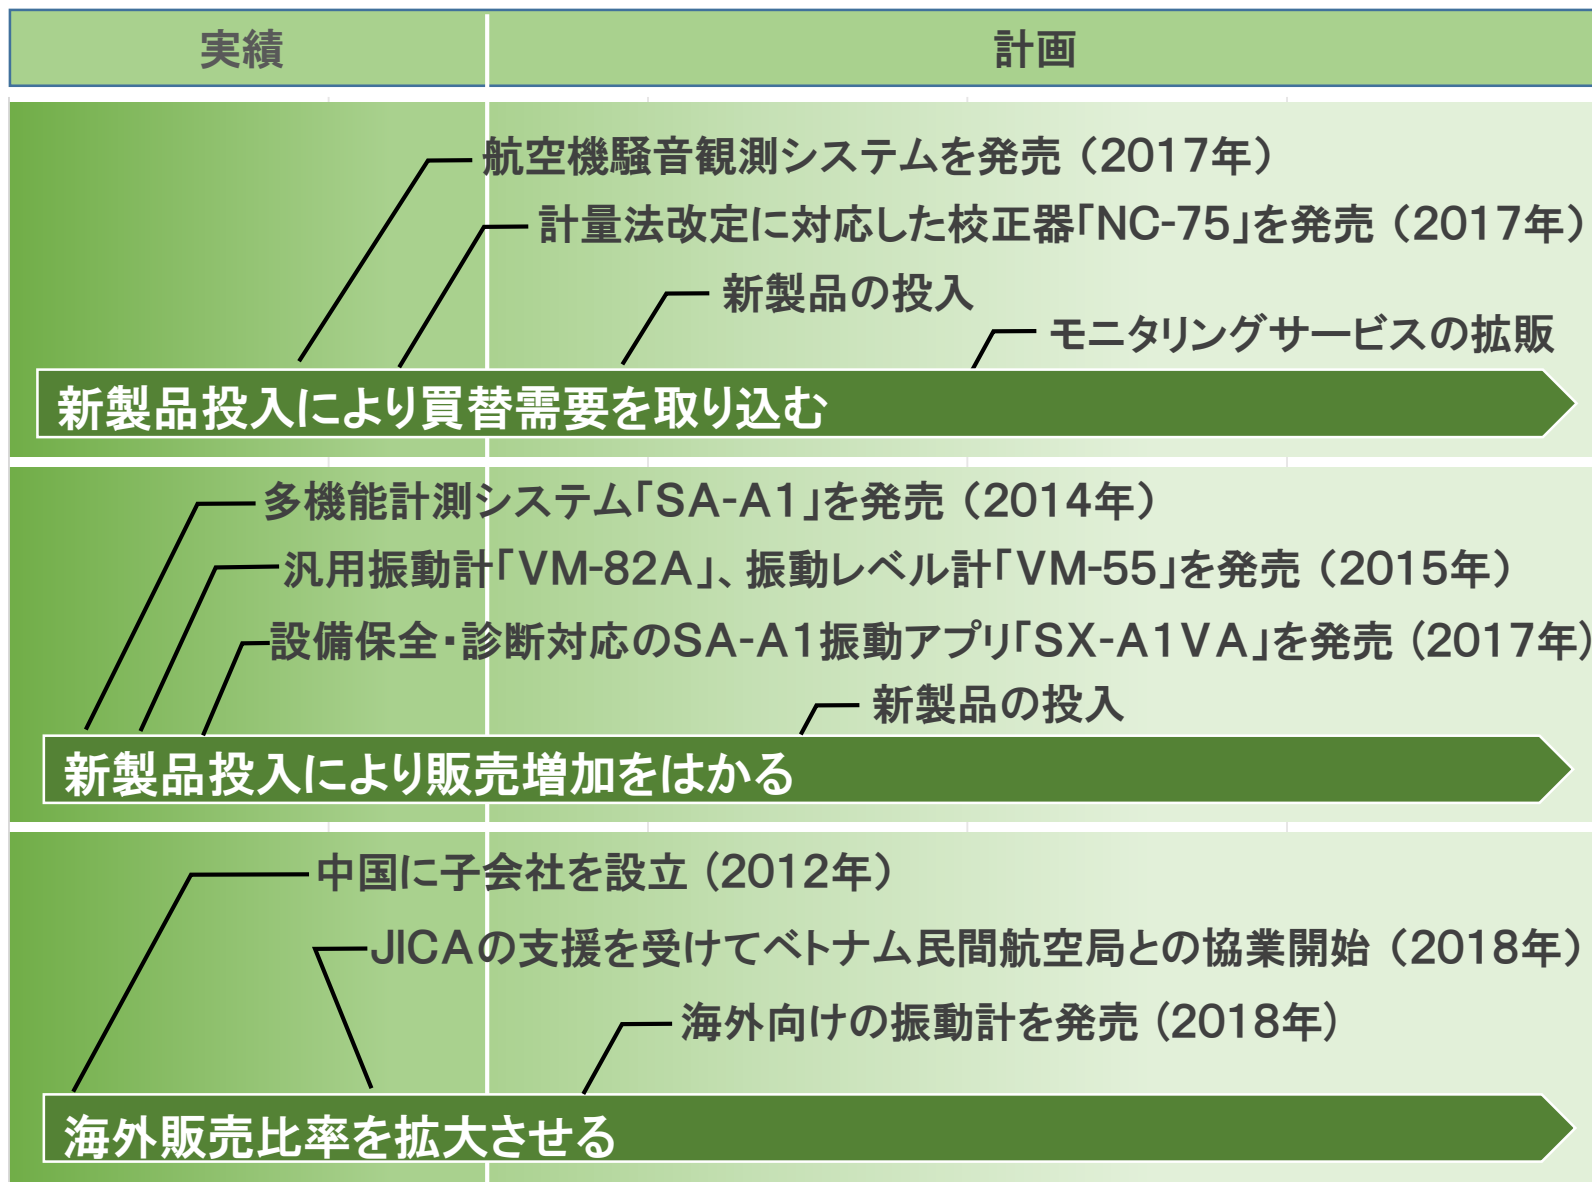 実績
計画
航空機騒音観測システムを発売（2017年）
計量法改定に対応した校正器「NC-75」を発売（2017年）
新製品の投入
モニタリングサービスの拡販
新製品投入により買替需要を取り込む
多機能計測システム「SA-A1」を発売（2014年）
汎用振動計「VM-82A」、振動レベル計「VM-55」を発売（2015年）
設備保全・診断対応のSA-A1振動アプリ「SX-A1VA」を発売（2017年）
新製品の投入
新製品投入により販売増加をはかる
中国に子会社を設立（2012年）
JICAの支援を受けてベトナム民間航空局との協業開始（2018年）
海外向けの振動計を発売（2018年）
海外販売比率を拡大させる